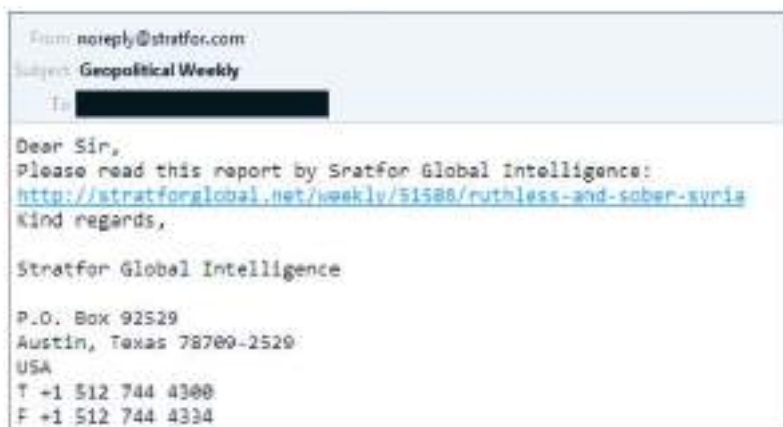 From: noreply@stratfor.com
Subject: Geopolitical Weekly
To
Dear Sir,
Please read this report by Sratfor Global Intelligence:
http://stratforglobal.net/weekly/51586/ruthless-and-sober-syria
Kind regards,
Stratfor Global Intelligence
P.O. Box 92529
Austin, Texas 78709-2529
USA
T +1 512 744 4300
F +1 512 744 4334